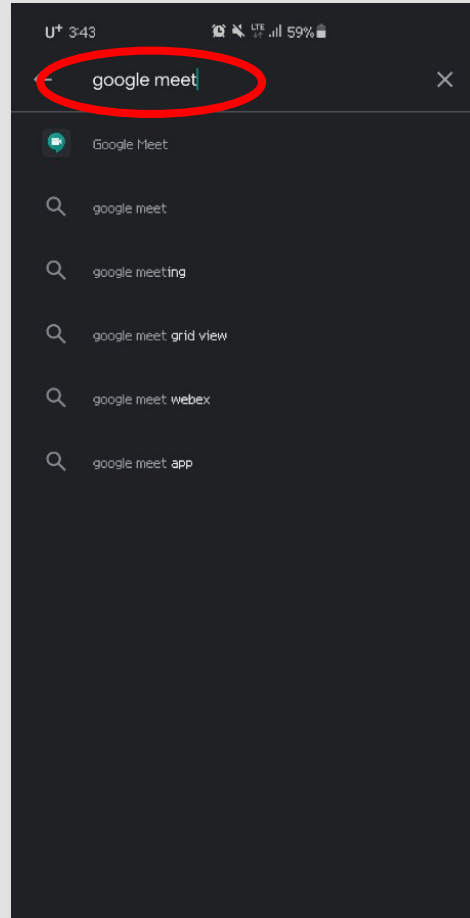 U+ 3:43 LTE 59%
google meet
Google Meet
google meet
google meeting
google meet grid view
google meet webex
google meet app